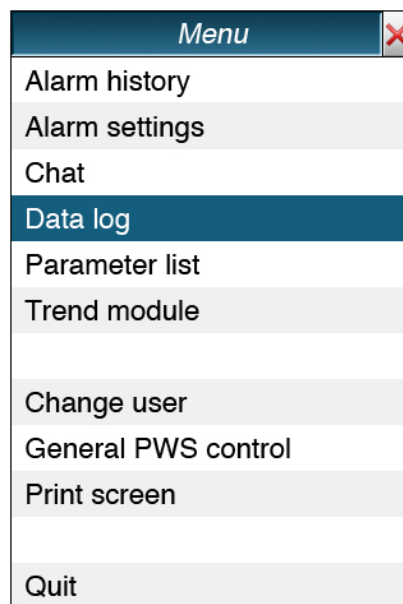 Menu
Alarm history
Alarm settings
Chat
Data log
Parameter list
Trend module
Change user
General PWS control
Print screen
Quit